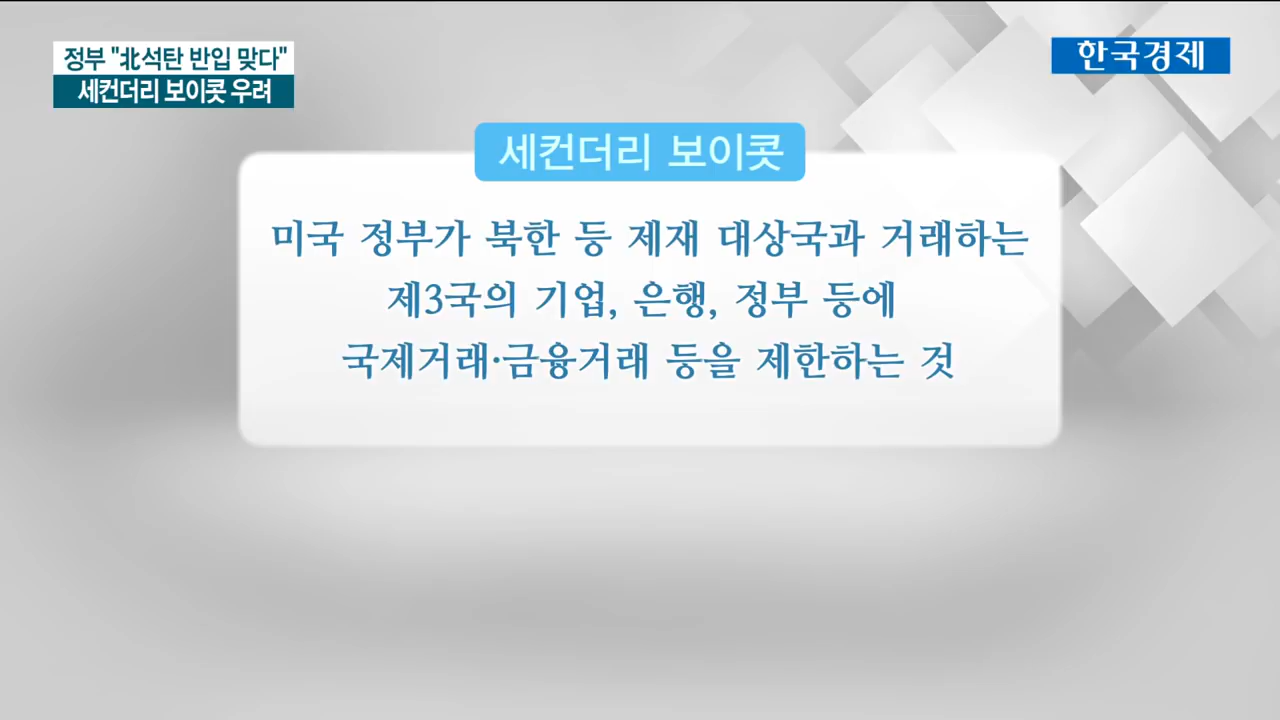 정부 "北석탄 반입 맞다"
세컨더리 보이콧 우려
한국경제
세컨더리 보이콧
미국 정부가 북한 등 제재 대상국과 거래하는
제3국의 기업, 은행, 정부 등에
국제거래·금융거래 등을 제한하는 것